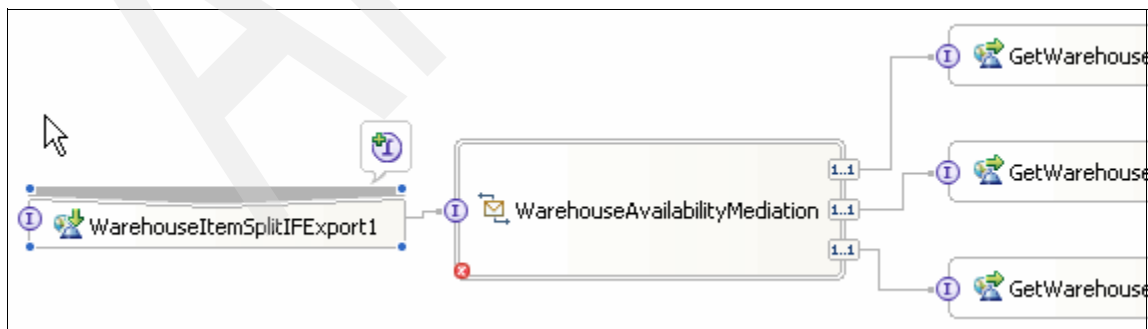 GetWarehouse
I
I
1..1
I GetWarehouse
I WarehouseItemSplitIFExport1
I WarehouseAvailabilityMediation 1..1
1..1
I GetWarehouse